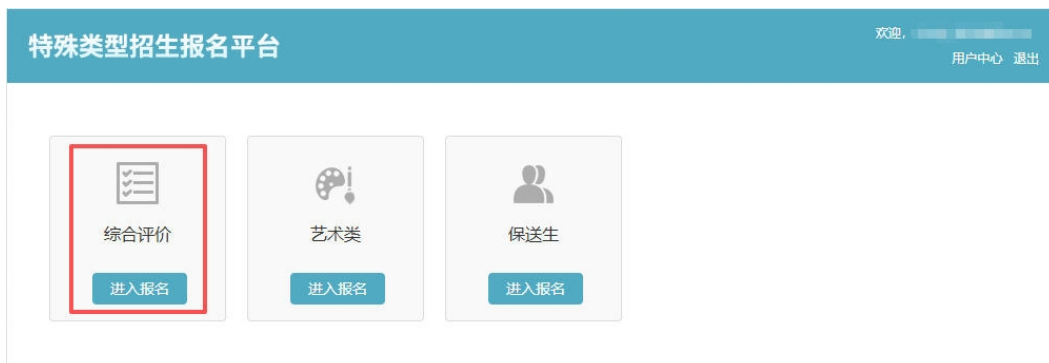 特殊类型招生报名平台
欢迎,
用户中心 退出
综合评价
艺术类
保送生
进入报名
进入报名
进入报名